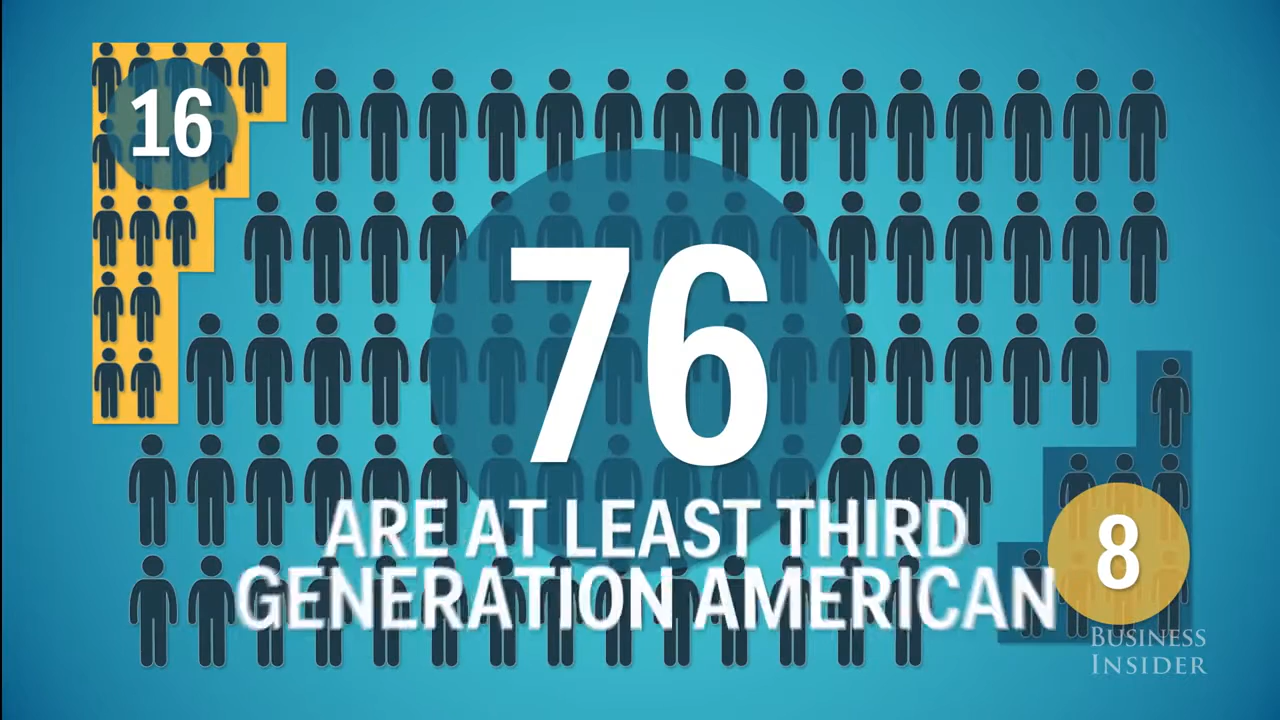 16
76
ARE AT LEAST THIRD
GENERATION AMERICAN
8
BUSINESS
INSIDER